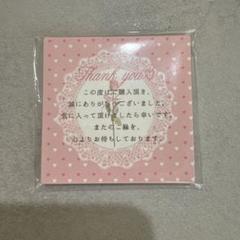 Thank you
この度はご購入頂き、
誠にありがとうございました。
気に入って頂けましたら幸いです。
またのご縁を、
心よりお待ちしております。